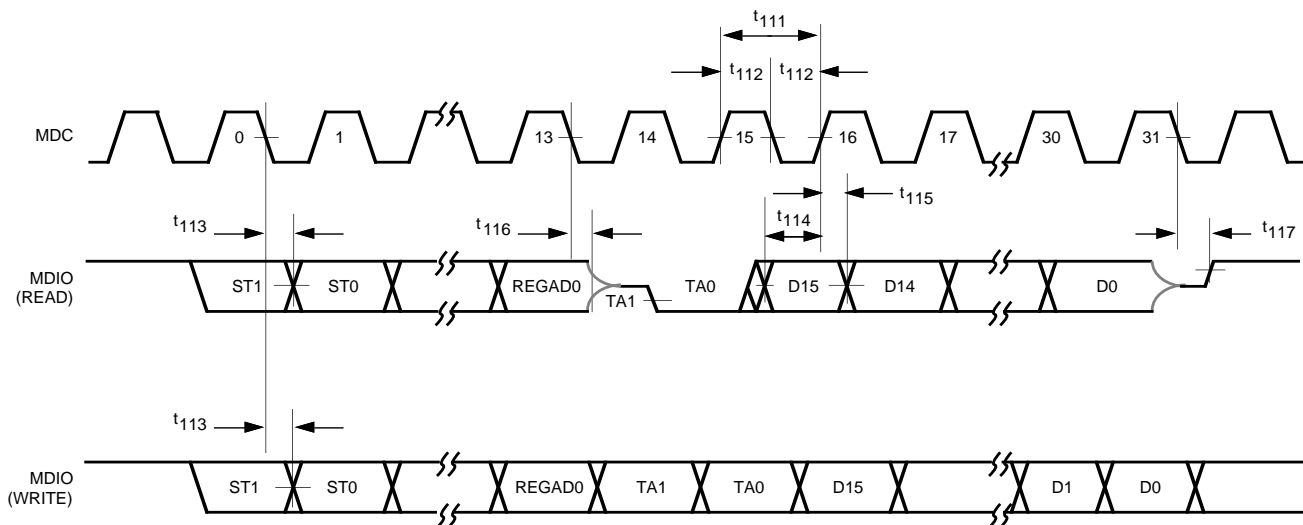 t111
t112 t112
MDC 0 1 13 14 15 16 17 30 31
t115
t113 t116 t114 t117
MDIO
(READ)
ST1 ST0 REGAD0 TA1 TA0 D15 D14 D0
t113
MDIO
(WRITE)
ST1 ST0 REGAD0 TA1 TA0 D15 D1 D0